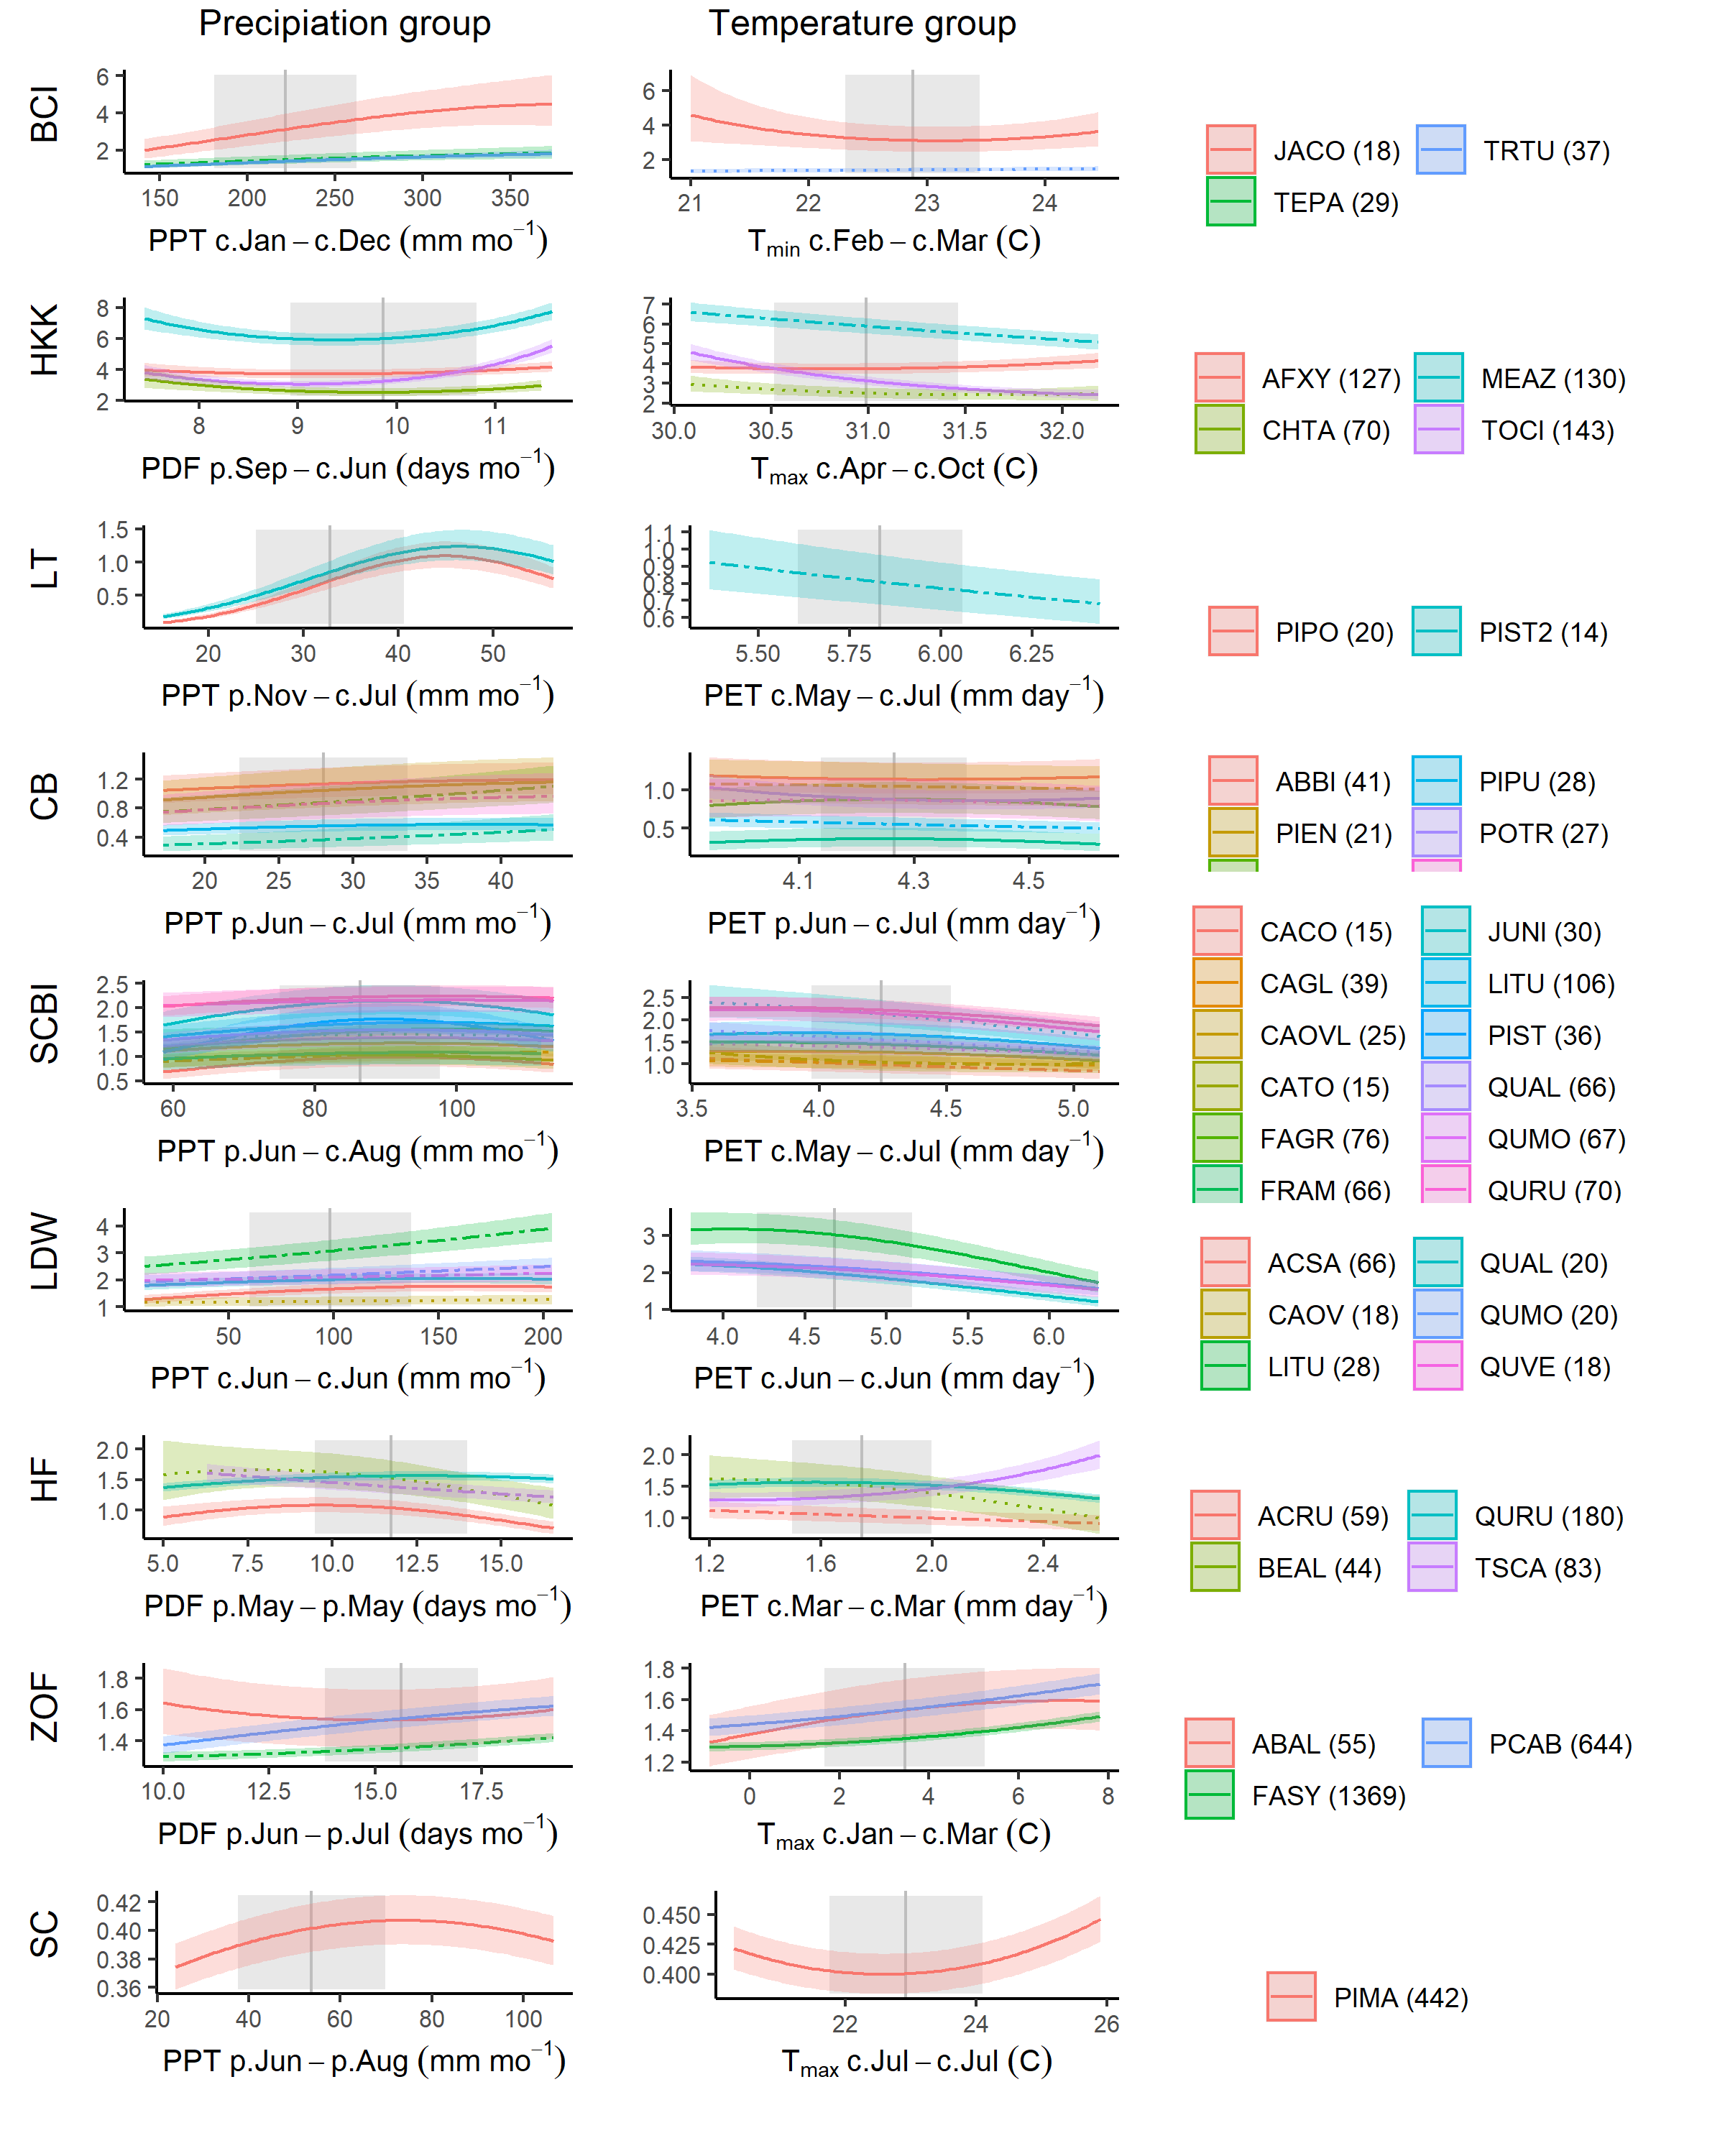 Precipiation group
Temperature group
BCI
6
4
2
150 200 250 300 350
PPT c.Jan – c.Dec (mm mo⁻¹)
6
4
2
21 22 23 24
Tmin c.Feb – c.Mar (C)
JACO (18) TRTU (37)
TEPA (29)
HKK
8
6
4
2
8 9 10 11
PDF p.Sep – c.Jun (days mo⁻¹)
7
6
5
4
3
2
30.0 30.5 31.0 31.5 32.0
Tmax c.Apr – c.Oct (C)
AFXY (127) MEAZ (130)
CHTA (70) TOCI (143)
LT
1.5
1.0
0.5
20 30 40 50
PPT p.Nov – c.Jul (mm mo⁻¹)
1.1
1.0
0.9
0.8
0.7
0.6
5.50 5.75 6.00 6.25
PET c.May – c.Jul (mm day⁻¹)
PIPO (20) PIST2 (14)
CB
1.2
0.8
0.4
20 25 30 35 40
PPT p.Jun – c.Jul (mm mo⁻¹)
1.0
0.5
4.1 4.3 4.5
PET p.Jun – c.Jul (mm day⁻¹)
ABBI (41) PIPU (28)
PIEN (21) POTR (27)
SCBI
2.5
2.0
1.5
1.0
0.5
60 80 100
PPT p.Jun – c.Aug (mm mo⁻¹)
2.5
2.0
1.5
1.0
3.5 4.0 4.5 5.0
PET c.May – c.Jul (mm day⁻¹)
CACO (15) JUNI (30)
CAGL (39) LITU (106)
CAOVL (25) PIST (36)
CATO (15) QUAL (66)
FAGR (76) QUMO (67)
FRAM (66) QURU (70)
LDW
4
3
2
1
50 100 150 200
PPT c.Jun – c.Jun (mm mo⁻¹)
3
2
1
4.0 4.5 5.0 5.5 6.0
PET c.Jun – c.Jun (mm day⁻¹)
ACSA (66) QUAL (20)
CAOV (18) QUMO (20)
LITU (28) QUVE (18)
HF
2.0
1.5
1.0
5.0 7.5 10.0 12.5 15.0
PDF p.May – p.May (days mo⁻¹)
2.0
1.5
1.0
1.2 1.6 2.0 2.4
PET c.Mar – c.Mar (mm day⁻¹)
ACRU (59) QURU (180)
BEAL (44) TSCA (83)
ZOF
1.8
1.6
1.4
10.0 12.5 15.0 17.5
PDF p.Jun – p.Jul (days mo⁻¹)
1.8
1.6
1.4
1.2
0 2 4 6 8
Tmax c.Jan – c.Mar (C)
ABAL (55) PCAB (644)
FASY (1369)
SC
0.42
0.40
0.38
0.36
20 40 60 80 100
PPT p.Jun – p.Aug (mm mo⁻¹)
0.450
0.425
0.400
22 24 26
Tmax c.Jul – c.Jul (C)
PIMA (442)